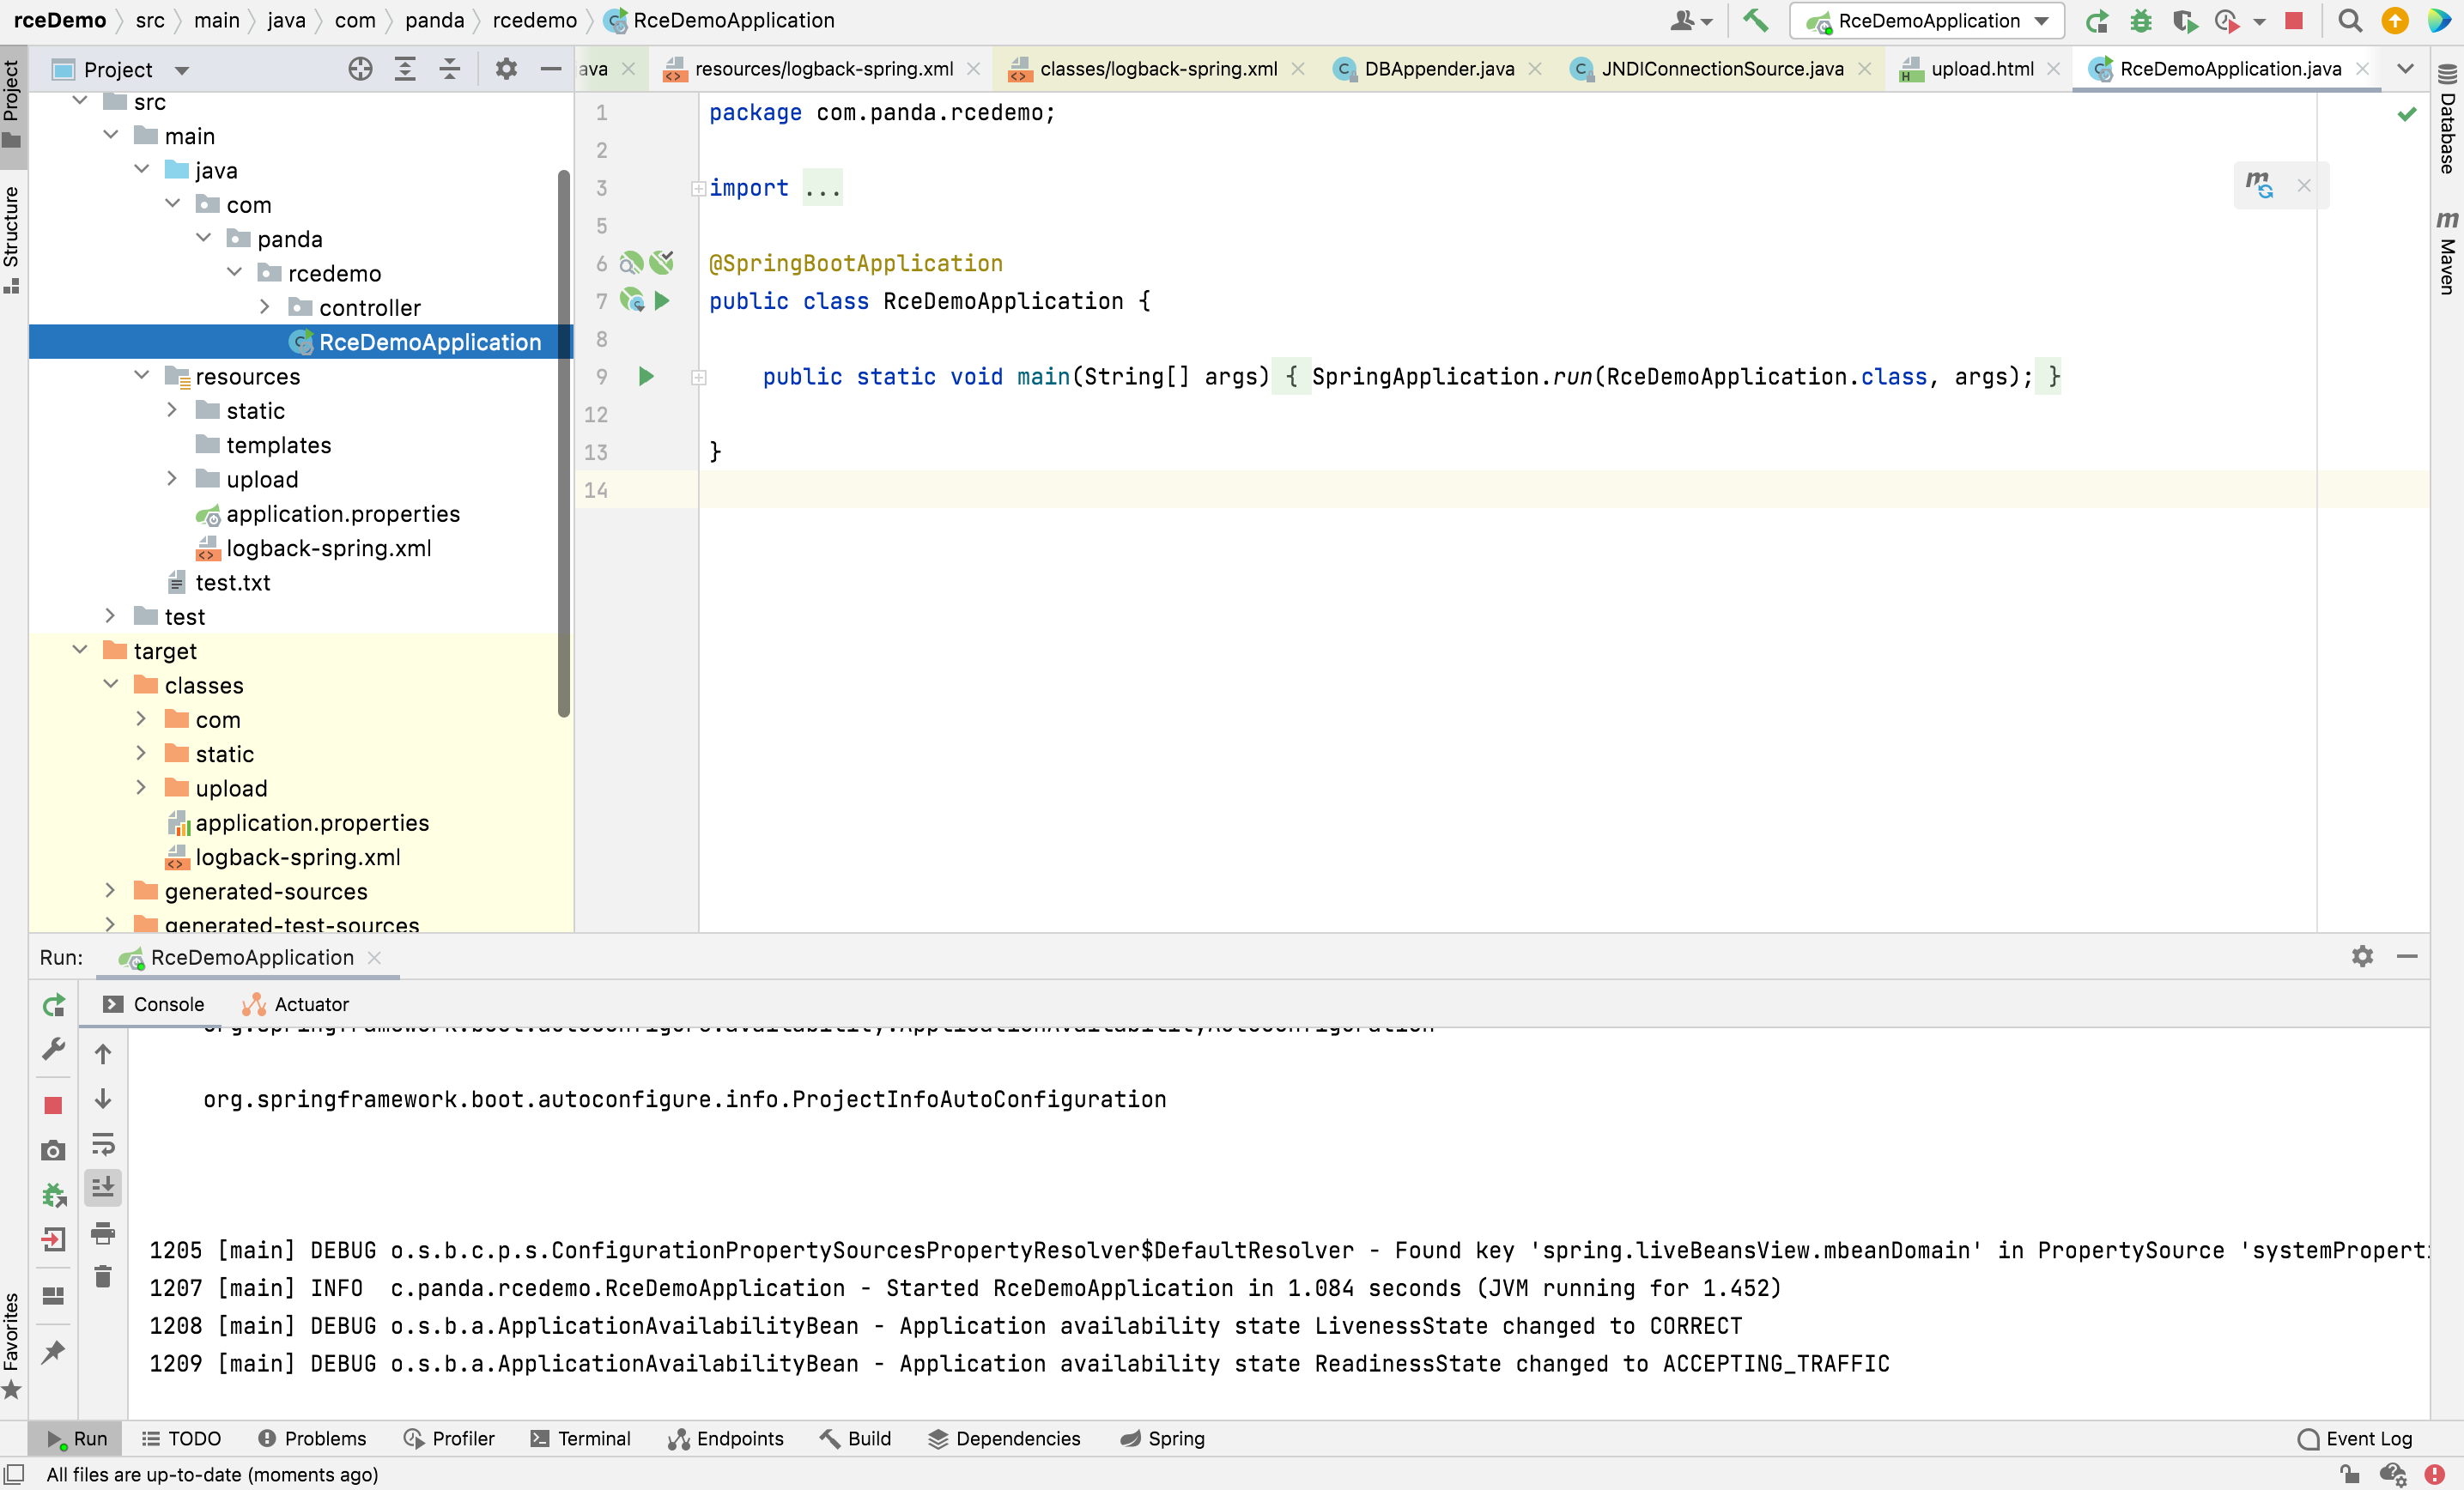 rceDemo src main java com panda rcedemo RceDemoApplication
RceDemoApplication
Project
ava
resources/logback-spring.xml
classes/logback-spring.xml
DBAppender.java
JNDIConnectionSource.java
upload.html
RceDemoApplication.java
Project
Structure
Favorites
Database
Maven
src
main
java
com
panda
rcedemo
controller
RceDemoApplication
resources
static
templates
upload
application.properties
logback-spring.xml
test.txt
test
target
classes
com
static
upload
application.properties
logback-spring.xml
generated-sources
generated-test-sources
1 package com.panda.rcedemo;
2
3 import ...
5
6 @SpringBootApplication
7 public class RceDemoApplication {
8
9 public static void main(String[] args) { SpringApplication.run(RceDemoApplication.class, args); }
12
13 }
14
Run: RceDemoApplication
Console Actuator
org.springframework.boot.autoconfigure.availability.ApplicationAvailabilityAutoConfiguration
org.springframework.boot.autoconfigure.info.ProjectInfoAutoConfiguration
1205 [main] DEBUG o.s.b.c.p.s.ConfigurationPropertySourcesPropertyResolver$DefaultResolver - Found key 'spring.liveBeansView.mbeanDomain' in PropertySource 'systemProperti
1207 [main] INFO  c.panda.rcedemo.RceDemoApplication - Started RceDemoApplication in 1.084 seconds (JVM running for 1.452)
1208 [main] DEBUG o.s.b.a.ApplicationAvailabilityBean - Application availability state LivenessState changed to CORRECT
1209 [main] DEBUG o.s.b.a.ApplicationAvailabilityBean - Application availability state ReadinessState changed to ACCEPTING_TRAFFIC
Run TODO Problems Profiler Terminal Endpoints Build Dependencies Spring Event Log
All files are up-to-date (moments ago)